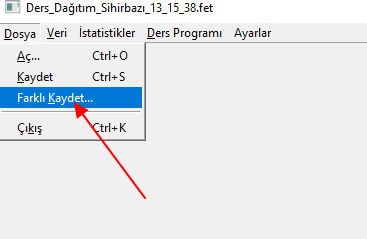 Ders_Dağıtım_Sihirbazı_13_15_38.fet
Dosya Veri İstatistikler Ders Programı Ayarlar
Aç... Ctrl+O
Kaydet Ctrl+S
Farklı Kaydet...
Çıkış Ctrl+K